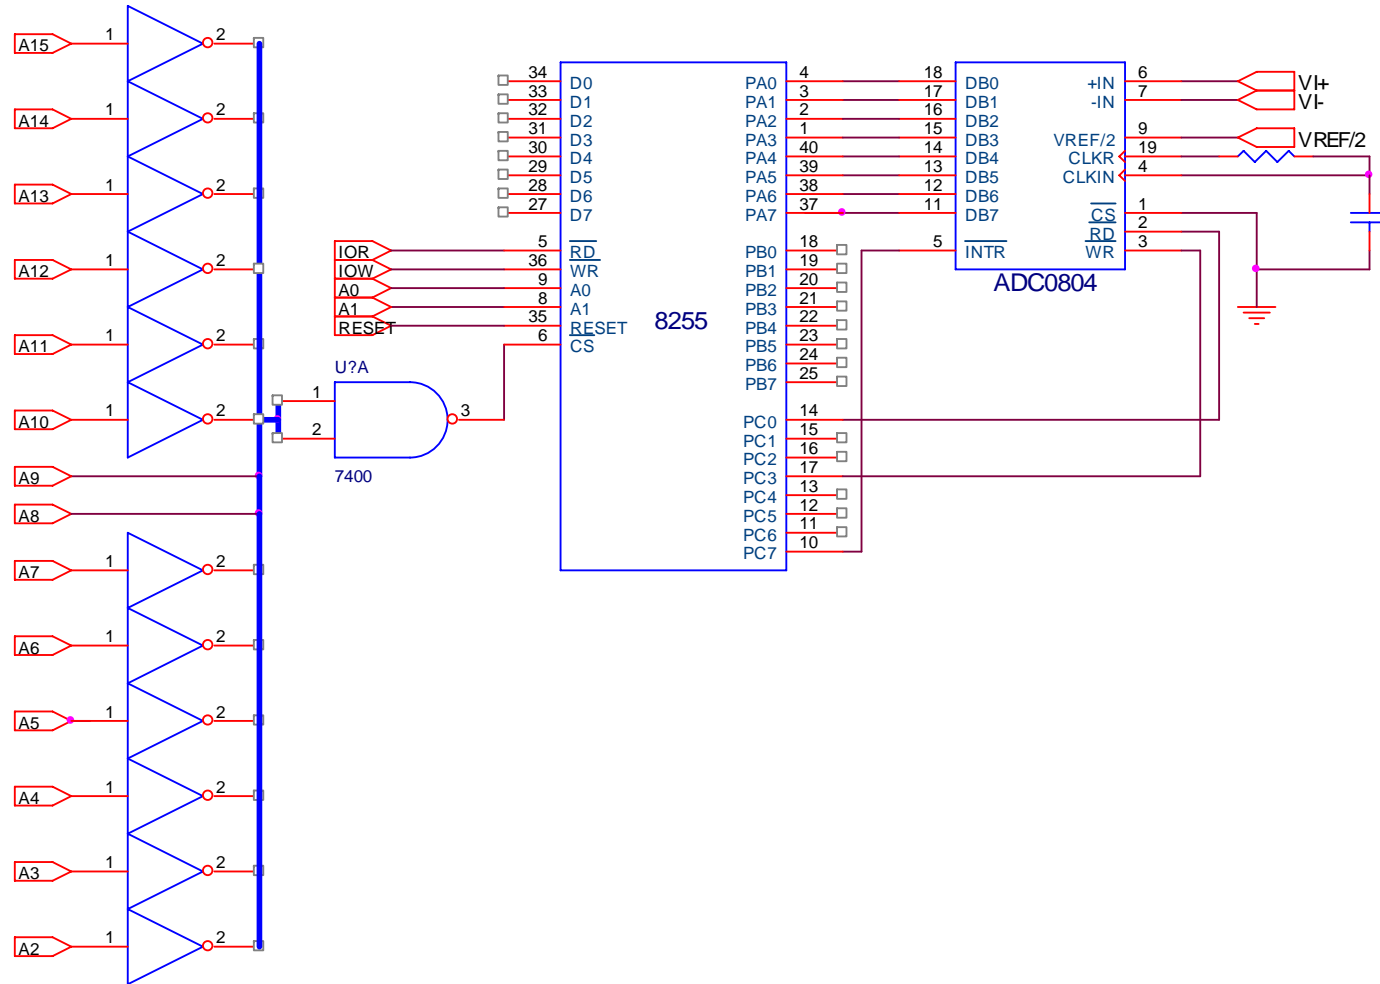 A15 1 2
A14 1 2
A13 1 2
A12 1 2
A11 1 2
A10 1 2
A9
A8
A7 1 2
A6 1 2
A5 1 2
A4 1 2
A3 1 2
A2 1 2
U?A
1
2
3
7400
IOR
IOW
A0
A1
RESET
34 D0
33 D1
32 D2
31 D3
30 D4
29 D5
28 D6
27 D7
5 RD
36 WR
9 A0
8 A1
35 RESET
6 CS
8255
PA0 4
PA1 3
PA2 2
PA3 1
PA4 40
PA5 39
PA6 38
PA7 37
PB0 18
PB1 19
PB2 20
PB3 21
PB4 22
PB5 23
PB6 24
PB7 25
PC0 14
PC1 15
PC2 16
PC3 17
PC4 13
PC5 12
PC6 11
PC7 10
18 DB0
17 DB1
16 DB2
15 DB3
14 DB4
13 DB5
12 DB6
11 DB7
5 INTR
+IN 6
-IN 7
VREF/2 9
CLKR 19
CLKIN 4
CS 1
RD 2
WR 3
ADC0804
VI+
VI-
VREF/2